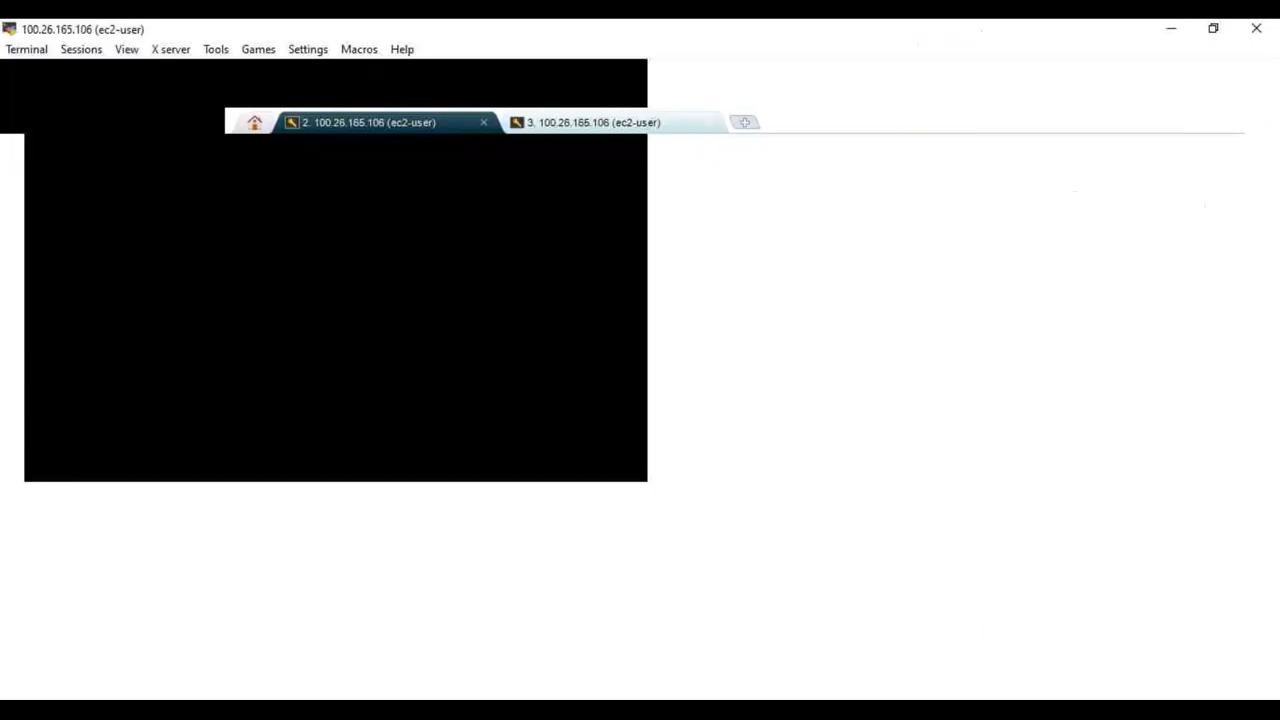 100.26.165.106 (ec2-user)
Terminal Sessions View X server Tools Games Settings Macros Help
2. 100.26.165.106 (ec2-user) 3. 100.26.165.106 (ec2-user)